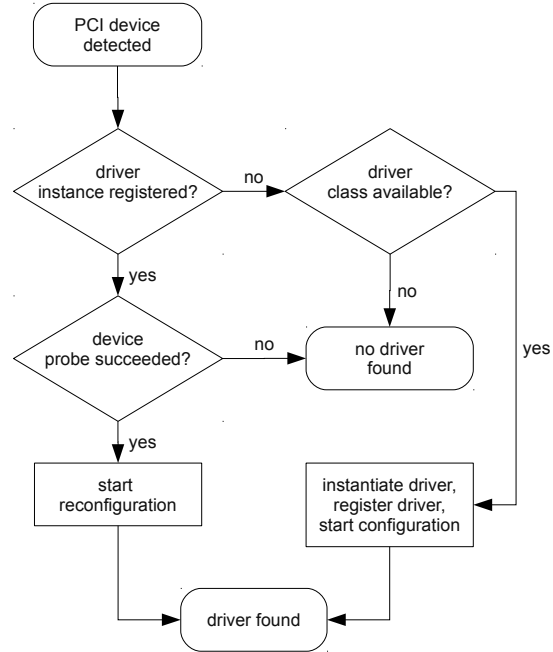 PCI device
detected
driver
instance registered?
no
driver
class available?
yes
no
device
probe succeeded?
no
no driver
found
yes
yes
start
reconfiguration
instantiate driver,
register driver,
start configuration
driver found